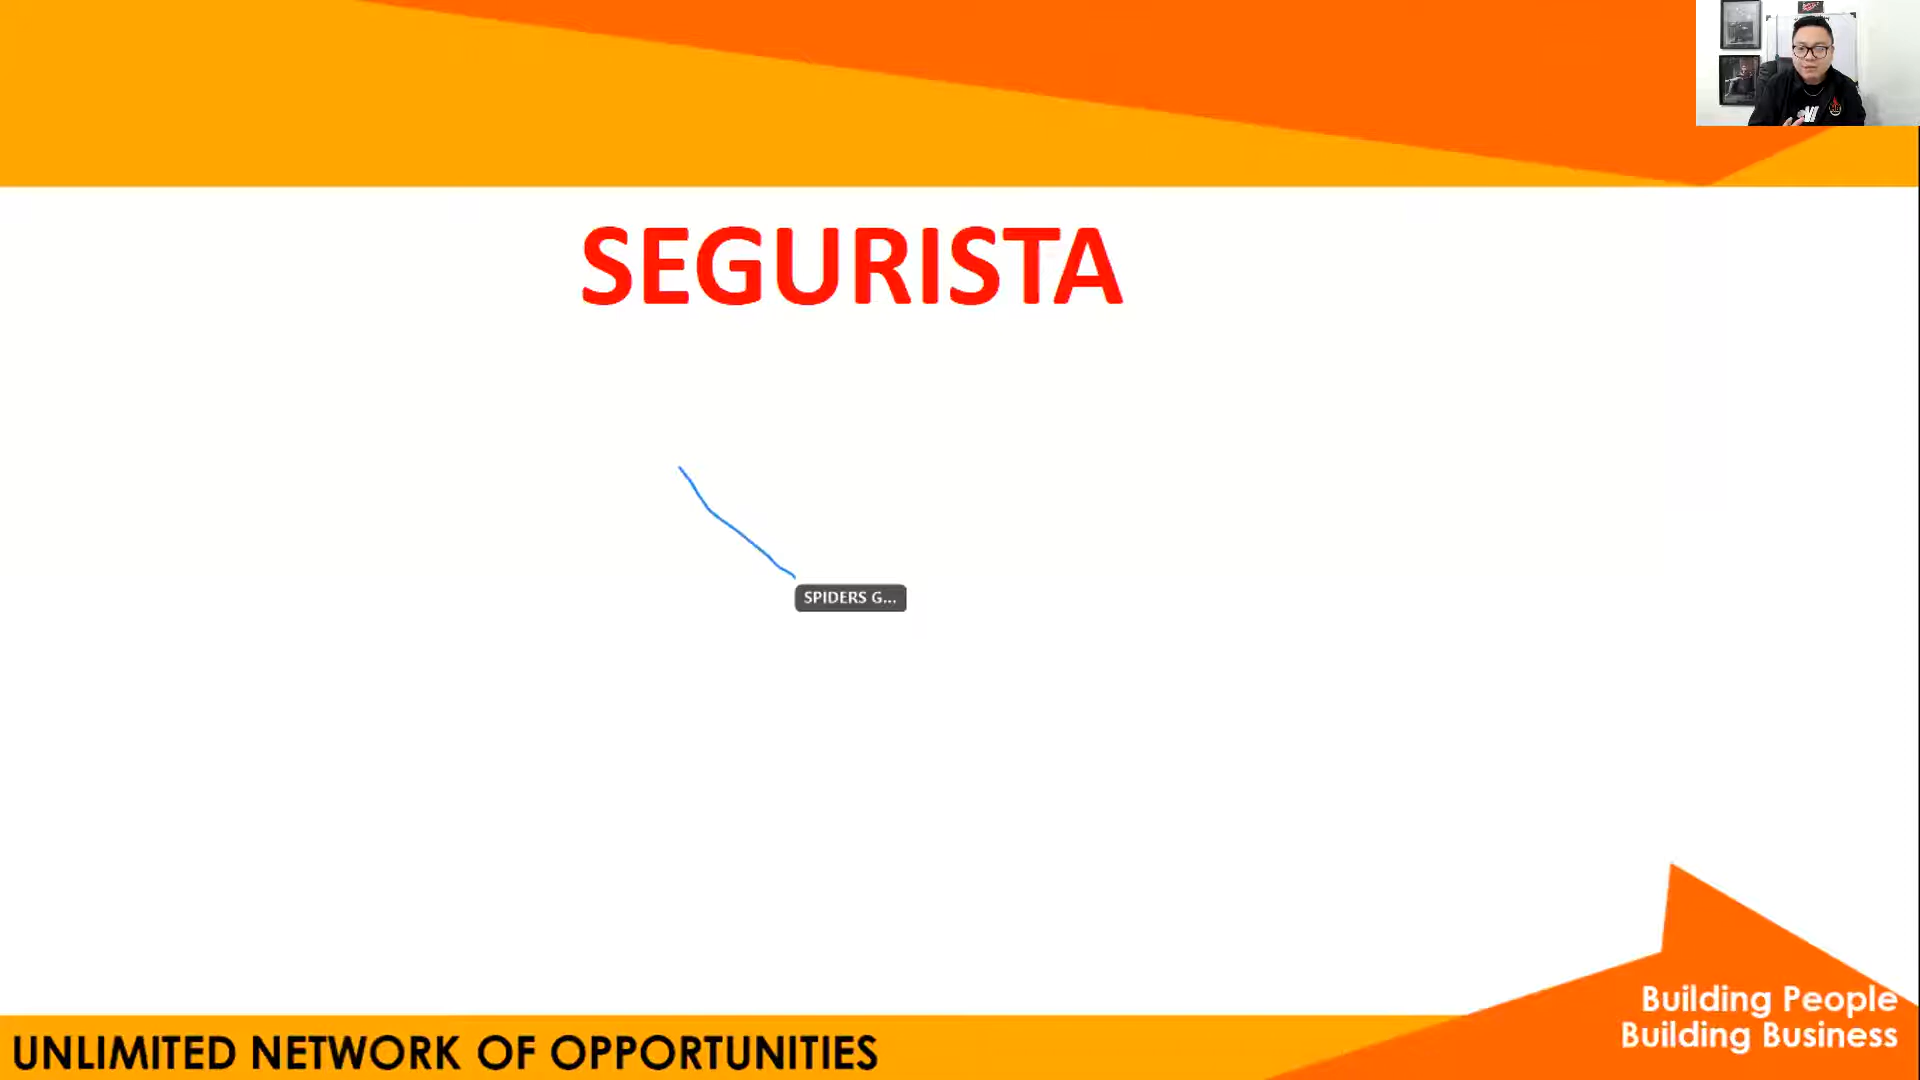 SEGURISTA
SPIDERS G...
Building People
Building Business
UNLIMITED NETWORK OF OPPORTUNITIES